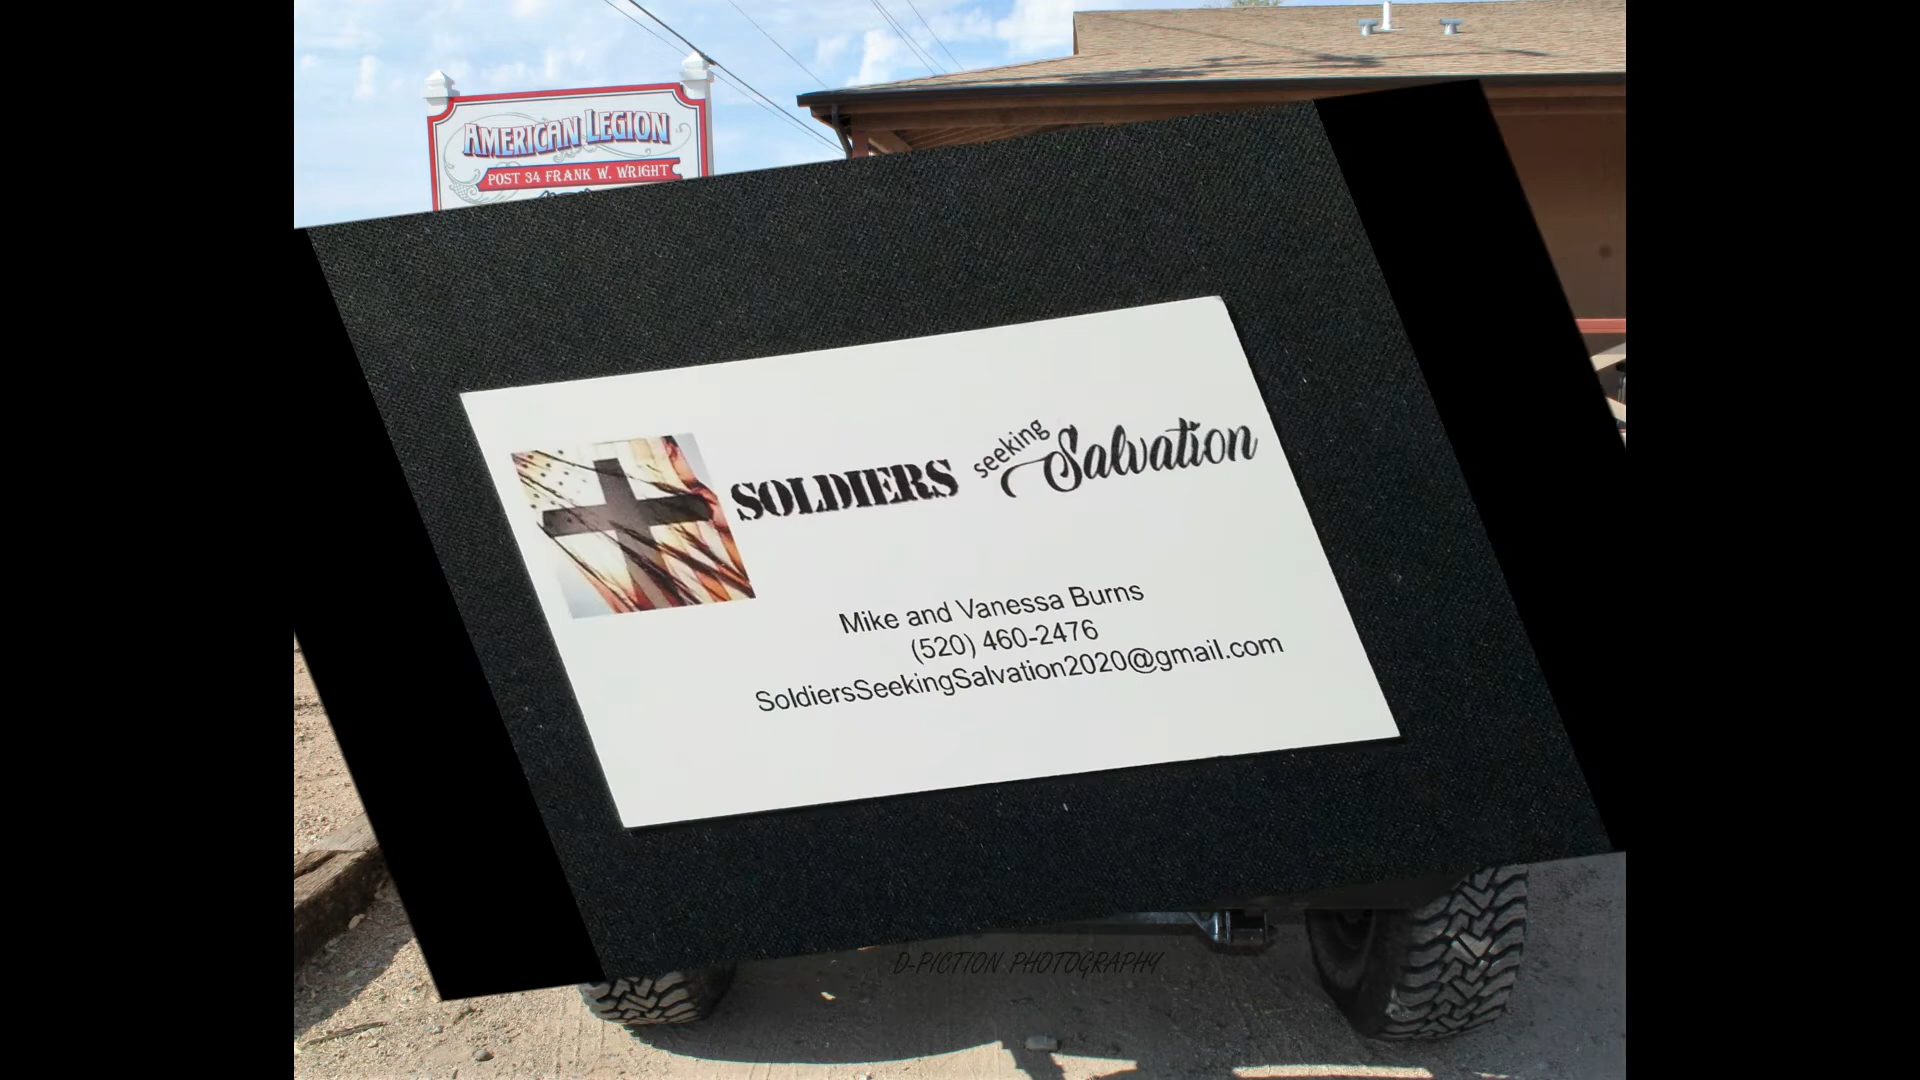 AMERICAN LEGION
POST 34 FRANK W. WRIGHT
SOLDIERS seeking Salvation
Mike and Vanessa Burns
(520) 460-2476
SoldiersSeekingSalvation2020@gmail.com
D-PICTION PHOTOGRAPHY